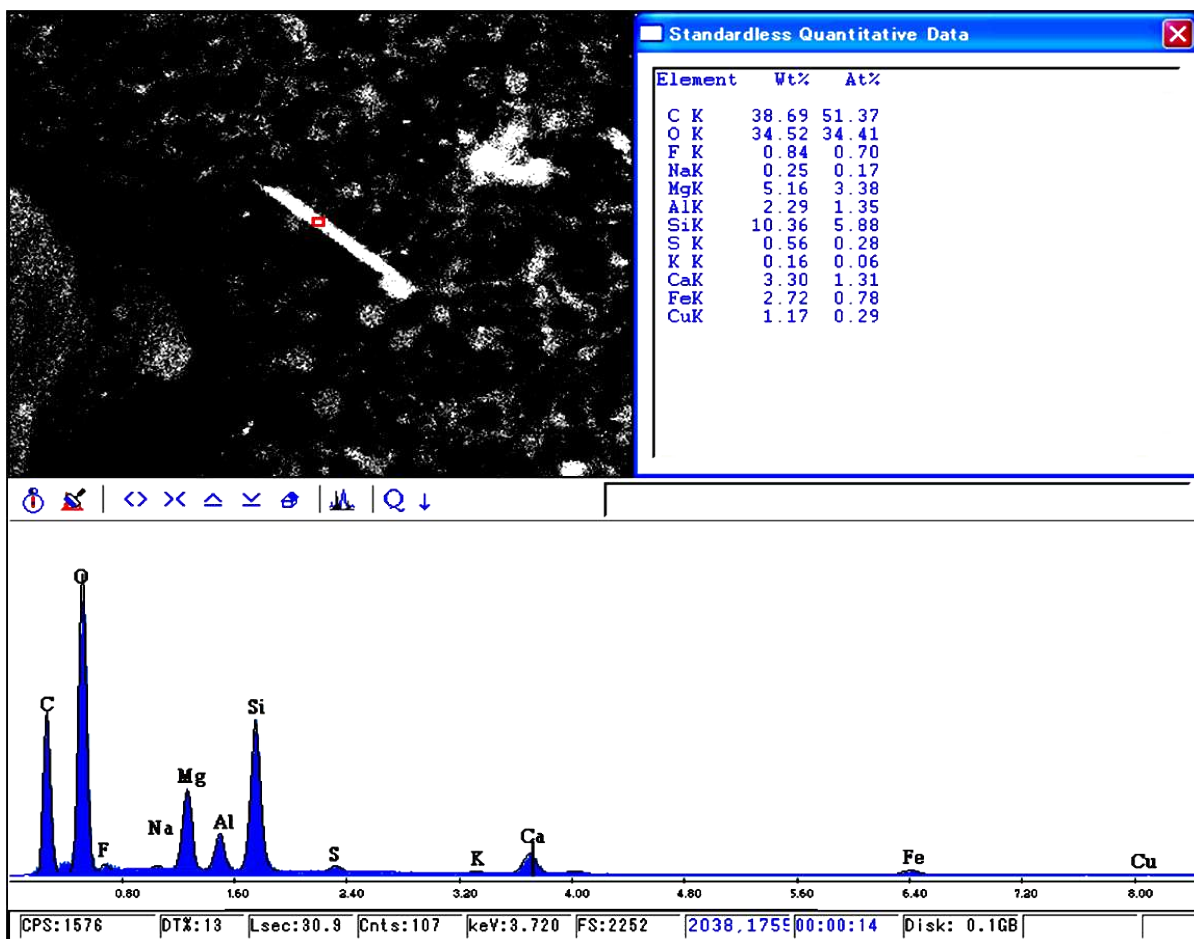 Standardless Quantitative Data
Element Wt% At%
C K 38.69 51.37
O K 34.52 34.41
F K 0.84 0.70
NaK 0.25 0.17
MgK 5.16 3.38
AlK 2.29 1.35
SiK 10.36 5.88
S K 0.56 0.28
K K 0.16 0.06
CaK 3.30 1.31
FeK 2.72 0.78
CuK 1.17 0.29
Q
O
C
Si
Mg
Al
Na
F
S
K
Ca
Fe
Cu
0.80 1.60 2.40 3.20 4.00 4.80 5.60 6.40 7.20 8.00
CPS:1576 DT%:13 Lsec:30.9 Cnts:107 keV:3.720 FS:2252 2038,1755 00:00:14 Disk: 0.1GB